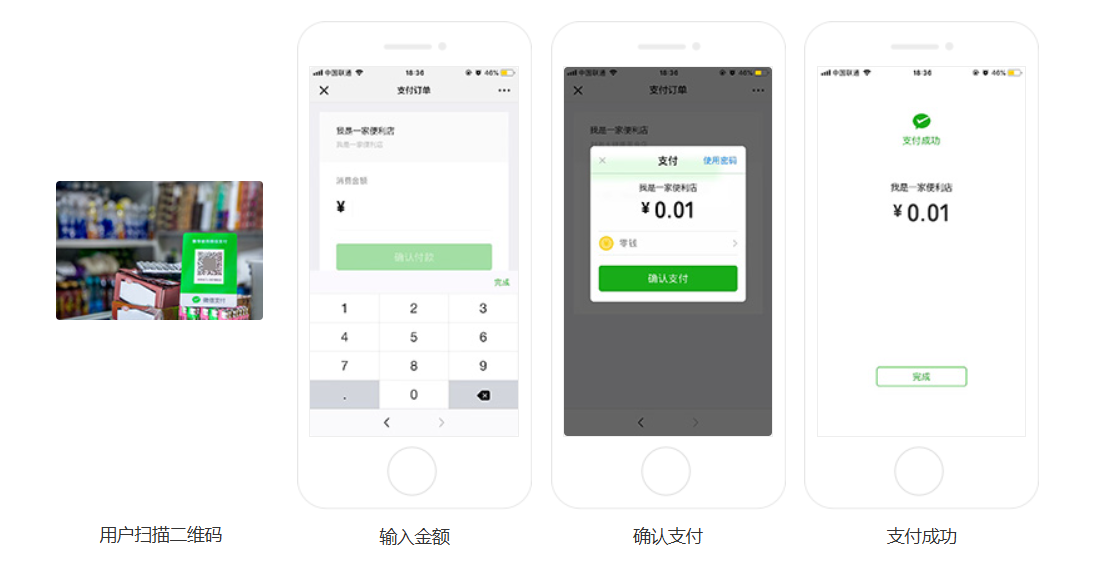 微信支付
用户扫描二维码
中国联通
18:36
46%
支付订单
我是一家便利店
我是一家便利店
消费金额
¥
确认付款
完成
1 2 3
4 5 6
7 8 9
. 0
输入金额
中国联通
18:36
46%
支付订单
我是一家便利店
支付
使用密码
我是一家便利店
¥0.01
零钱
确认支付
确认支付
中国联通
18:36
46%
支付成功
我是一家便利店
¥0.01
完成
支付成功